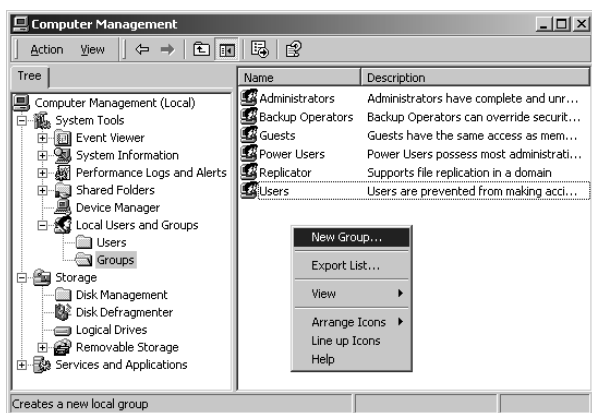 Computer Management
Action View
Tree
Name Description
Computer Management (Local)
System Tools
Event Viewer
System Information
Performance Logs and Alerts
Shared Folders
Device Manager
Local Users and Groups
Users
Groups
Storage
Disk Management
Disk Defragmenter
Logical Drives
Removable Storage
Services and Applications
Administrators Administrators have complete and unr...
Backup Operators Backup Operators can override securit...
Guests Guests have the same access as mem...
Power Users Power Users possess most administrati...
Replicator Supports file replication in a domain
Users Users are prevented from making acci...
New Group...
Export List...
View
Arrange Icons
Line up Icons
Help
Creates a new local group